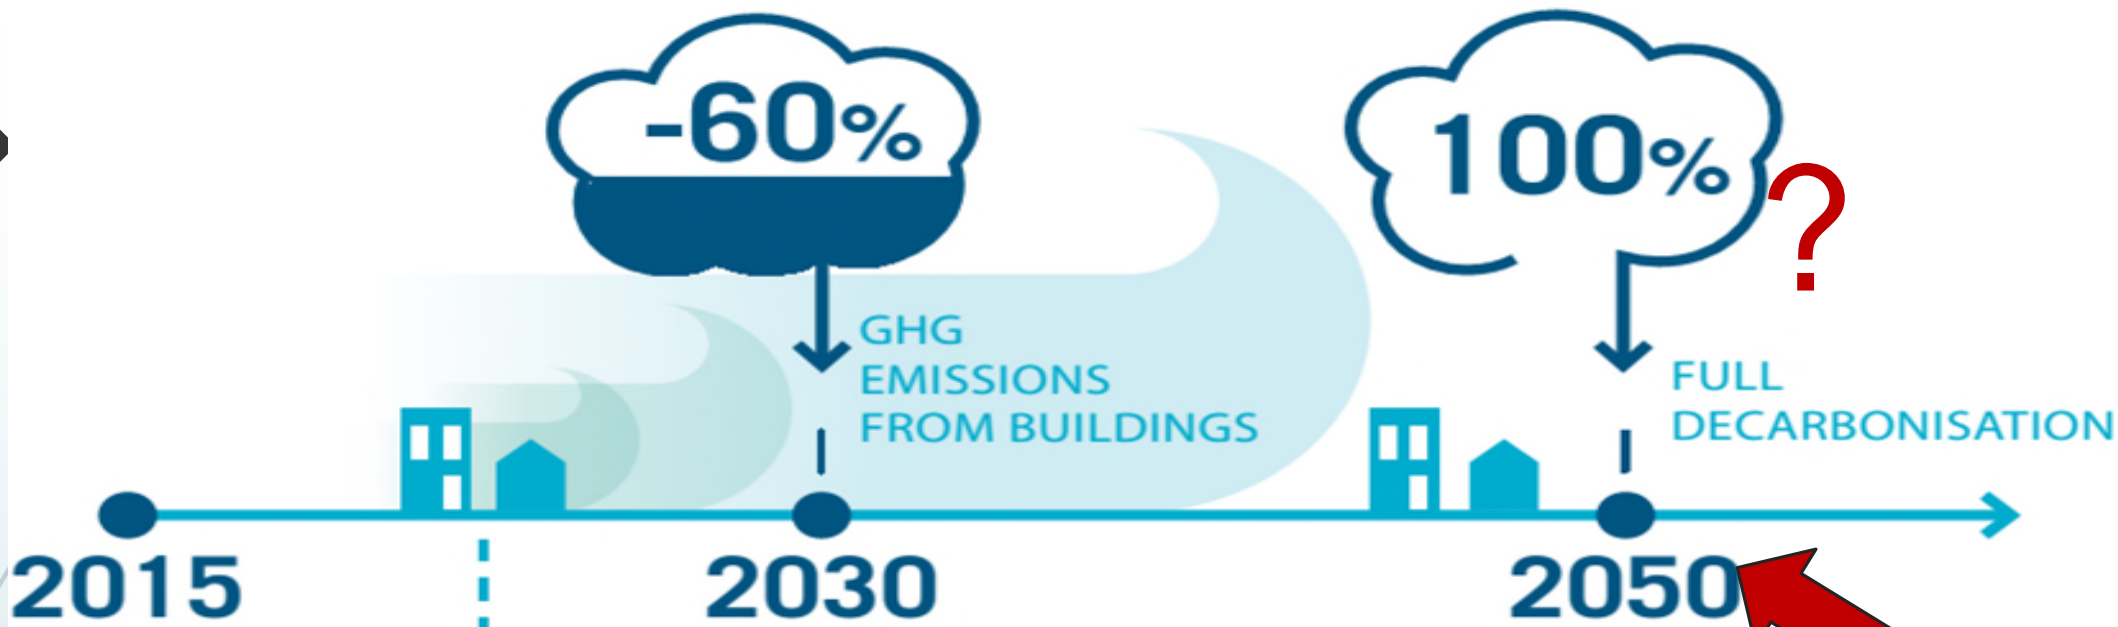 -60%
100%
?
GHG
EMISSIONS
FROM BUILDINGS
FULL
DECARBONISATION
2015
2030
2050